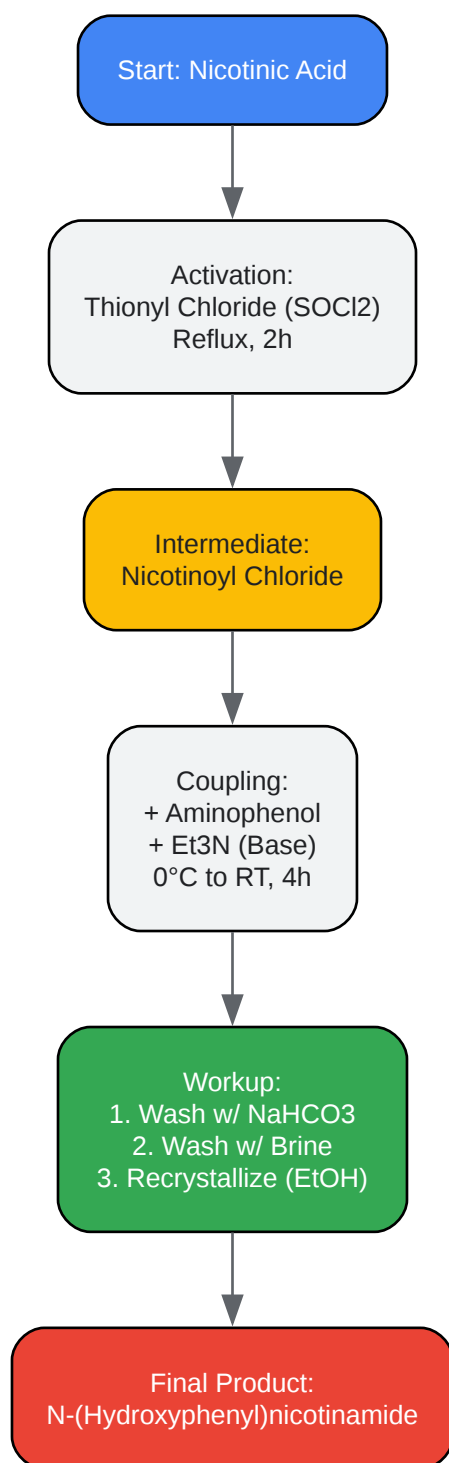 Start: Nicotinic Acid
Activation:
Thionyl Chloride (SOCl2)
Reflux, 2h
Intermediate:
Nicotinoyl Chloride
Coupling:
+ Aminophenol
+ Et3N (Base)
0°C to RT, 4h
Workup:
1. Wash w/ NaHCO3
2. Wash w/ Brine
3. Recrystallize (EtOH)
Final Product:
N-(Hydroxyphenyl)nicotinamide